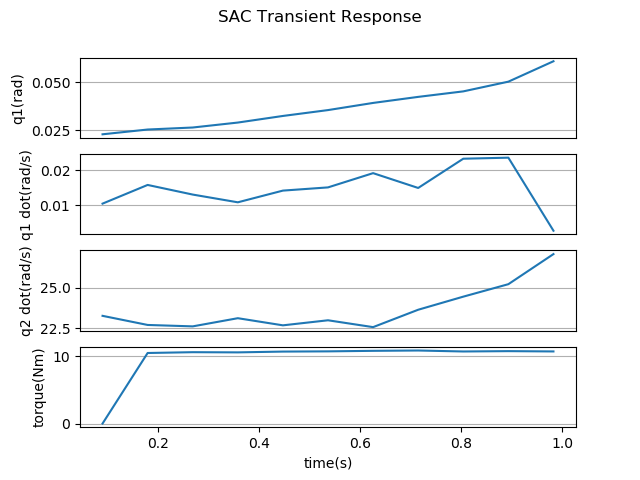 SAC Transient Response
q1(rad)
0.050
0.025
q1 dot(rad/s)
0.02
0.01
q2 dot(rad/s)
25.0
22.5
torque(Nm)
10
0
0.2 0.4 0.6 0.8 1.0
time(s)